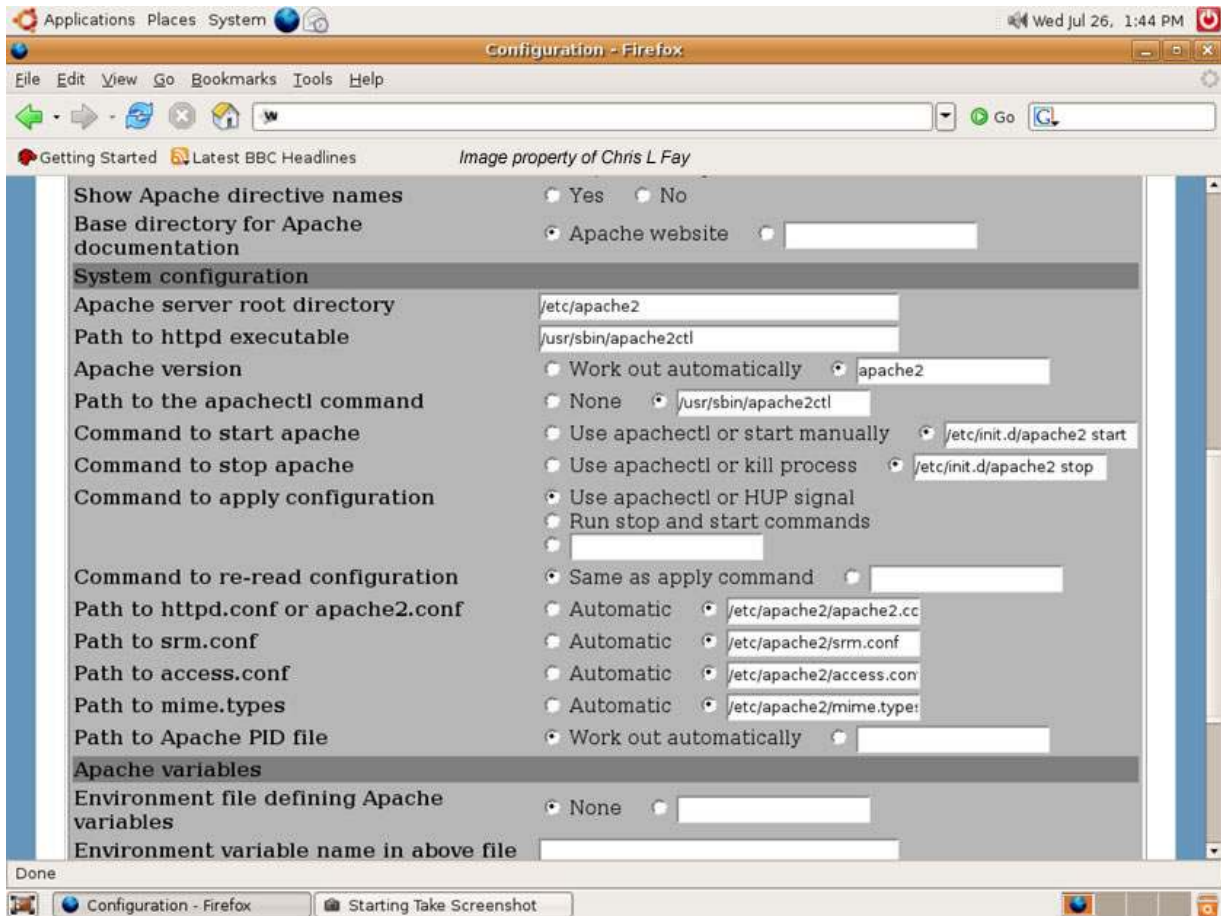 Applications Places System Wed Jul 26, 1:44 PM
Configuration - Firefox
File Edit View Go Bookmarks Tools Help
Go
Getting Started Latest BBC Headlines Image property of Chris L Fay
Show Apache directive names Yes No
Base directory for Apache documentation Apache website
System configuration
Apache server root directory /etc/apache2
Path to httpd executable /usr/sbin/apache2ctl
Apache version Work out automatically apache2
Path to the apachectl command None /usr/sbin/apache2ctl
Command to start apache Use apachectl or start manually /etc/init.d/apache2 start
Command to stop apache Use apachectl or kill process /etc/init.d/apache2 stop
Command to apply configuration Use apachectl or HUP signal
Run stop and start commands
Command to re-read configuration Same as apply command
Path to httpd.conf or apache2.conf Automatic /etc/apache2/apache2.cc
Path to srm.conf Automatic /etc/apache2/srm.conf
Path to access.conf Automatic /etc/apache2/access.con
Path to mime.types Automatic /etc/apache2/mime.types
Path to Apache PID file Work out automatically
Apache variables
Environment file defining Apache variables None
Environment variable name in above file
Done
Configuration - Firefox Starting Take Screenshot